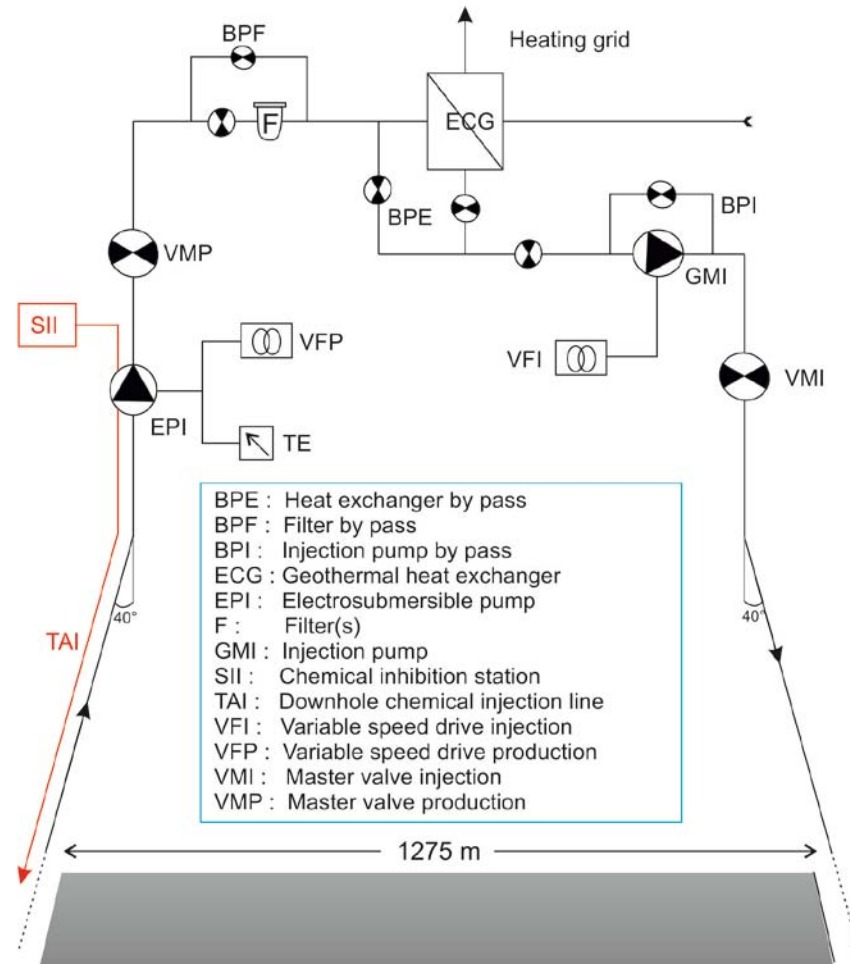 BPF
Heating grid
F
ECG
BPE
BPI
VMP
GMI
SII
VFP
VFI
VMI
EPI
TE
BPE : Heat exchanger by pass
BPF : Filter by pass
BPI : Injection pump by pass
ECG : Geothermal heat exchanger
EPI : Electrosubmersible pump
F : Filter(s)
GMI : Injection pump
SII : Chemical inhibition station
TAI : Downhole chemical injection line
VFI : Variable speed drive injection
VFP : Variable speed drive production
VMI : Master valve injection
VMP : Master valve production
40°
40°
TAI
1275 m